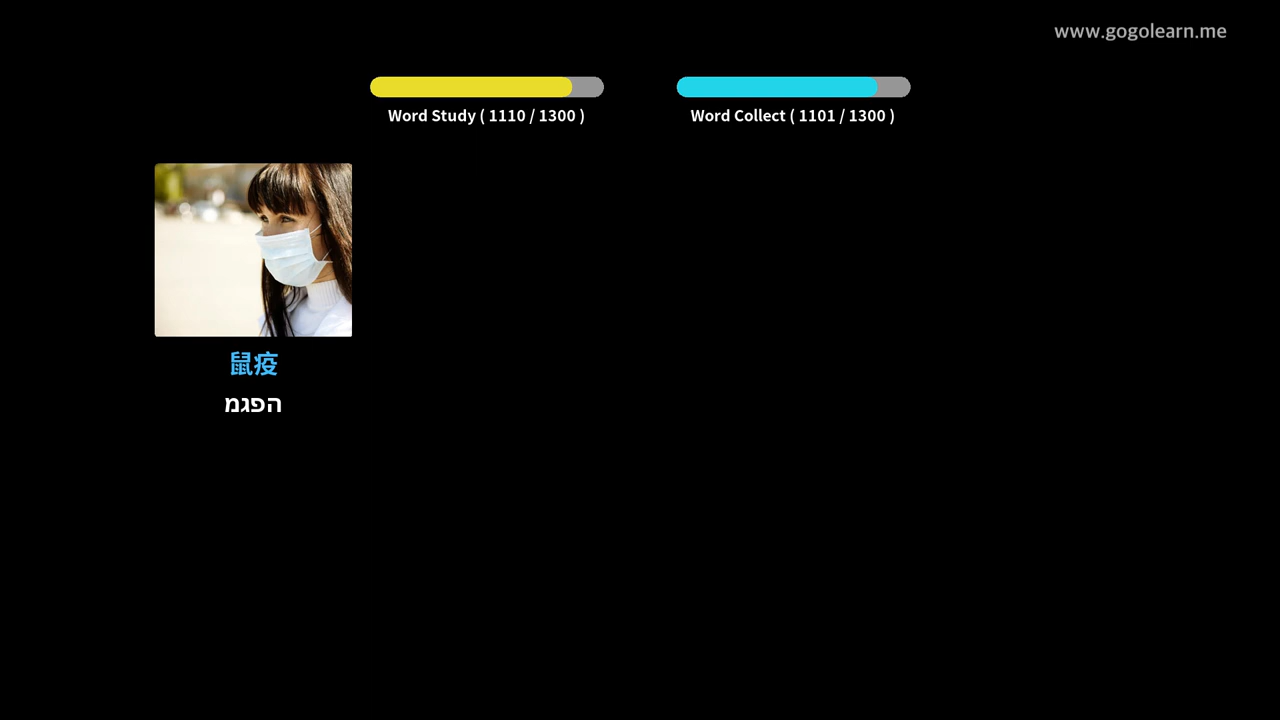 www.gogolearn.me
Word Study ( 1110 / 1300 )
Word Collect ( 1101 / 1300 )
鼠疫
הפגמ